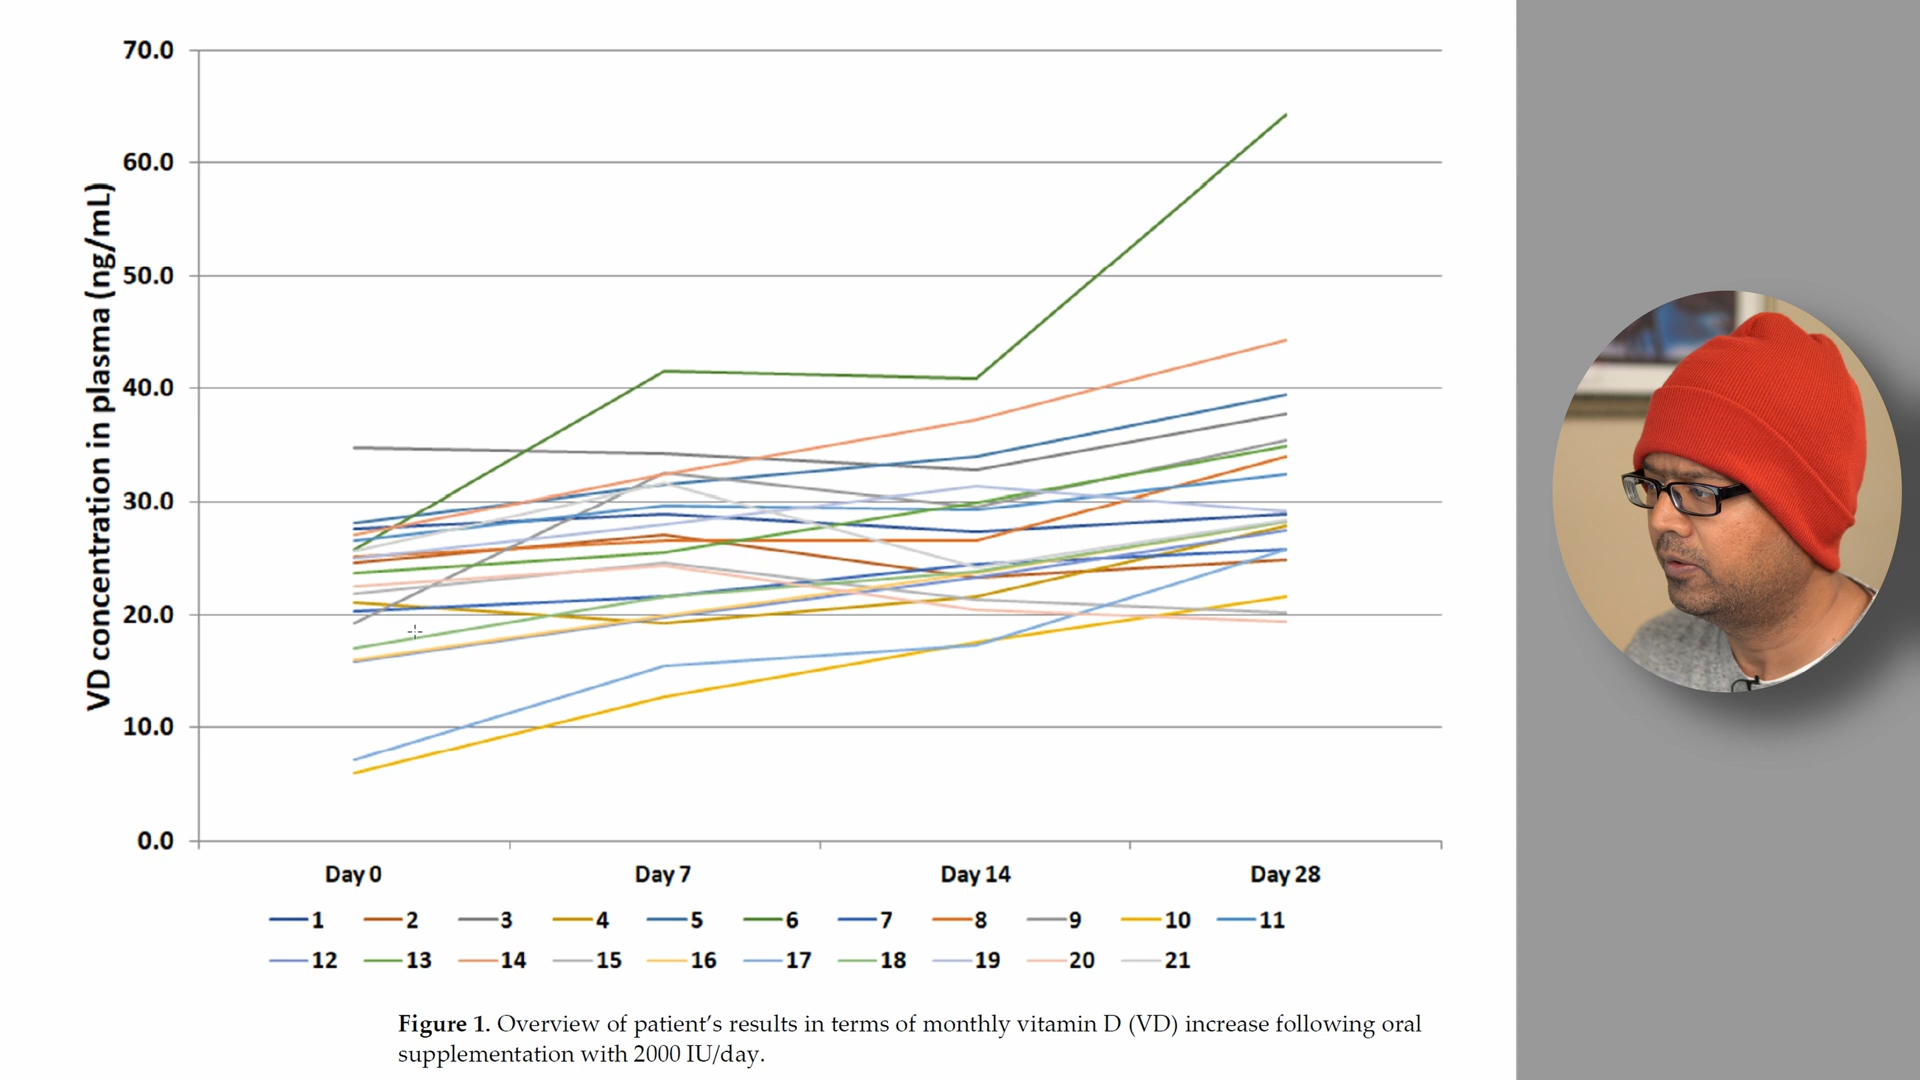 70.0
60.0
50.0
40.0
30.0
20.0
10.0
0.0
VD concentration in plasma (ng/mL)
Day 0 Day 7 Day 14 Day 28
1 2 3 4 5 6 7 8 9 10 11
12 13 14 15 16 17 18 19 20 21
Figure 1. Overview of patient’s results in terms of monthly vitamin D (VD) increase following oral
supplementation with 2000 IU/day.